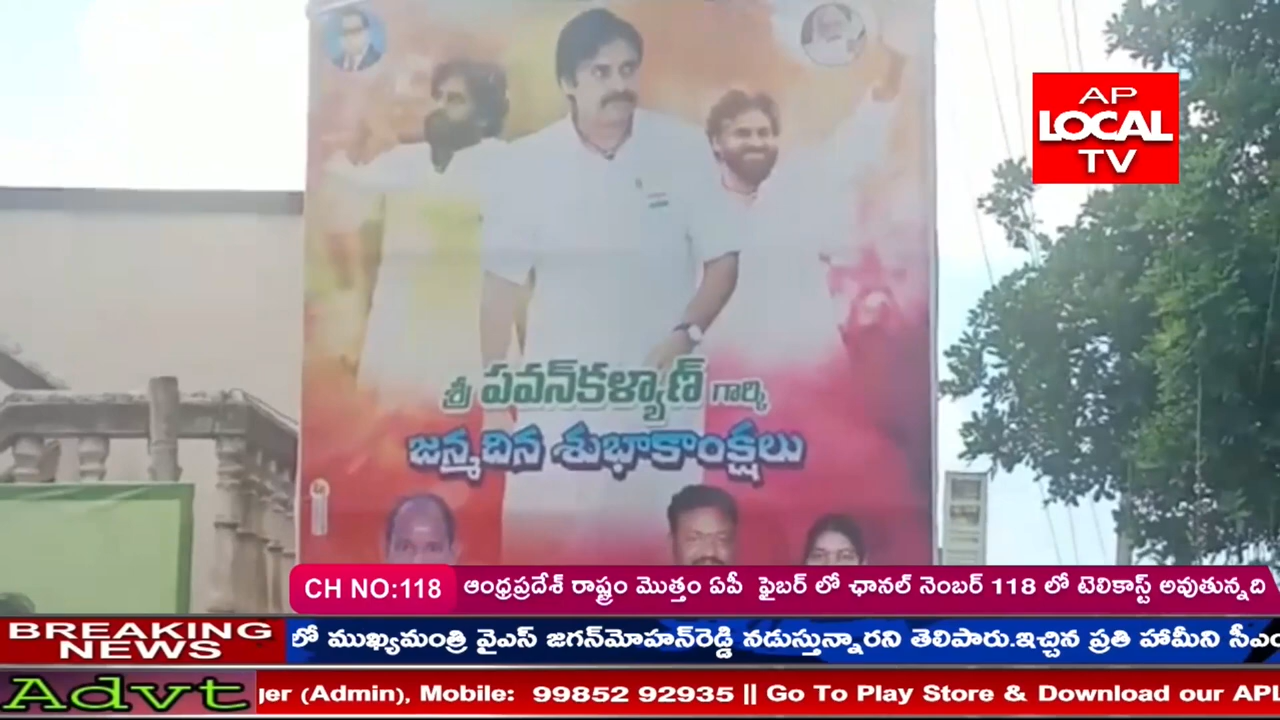 AP
LOCAL
TV
శ్రీ పవన్‌కళ్యాణ్ గార్కి
జన్మదిన శుభాకాంక్షలు
CH NO:118 ఆంధ్రప్రదేశ్ రాష్ట్రం మొత్తం ఏపీ ఫైబర్ లో ఛానల్ నెంబర్ 118 లో టెలికాస్ట్ అవుతున్నది
BREAKING NEWS లో ముఖ్యమంత్రి వైఎస్ జగన్‌మోహన్‌రెడ్డి నడుస్తున్నారని తెలిపారు.ఇచ్చిన ప్రతి హామీని సీఎం
Advt ger (Admin), Mobile: 99852 92935 || Go To Play Store & Download our APL